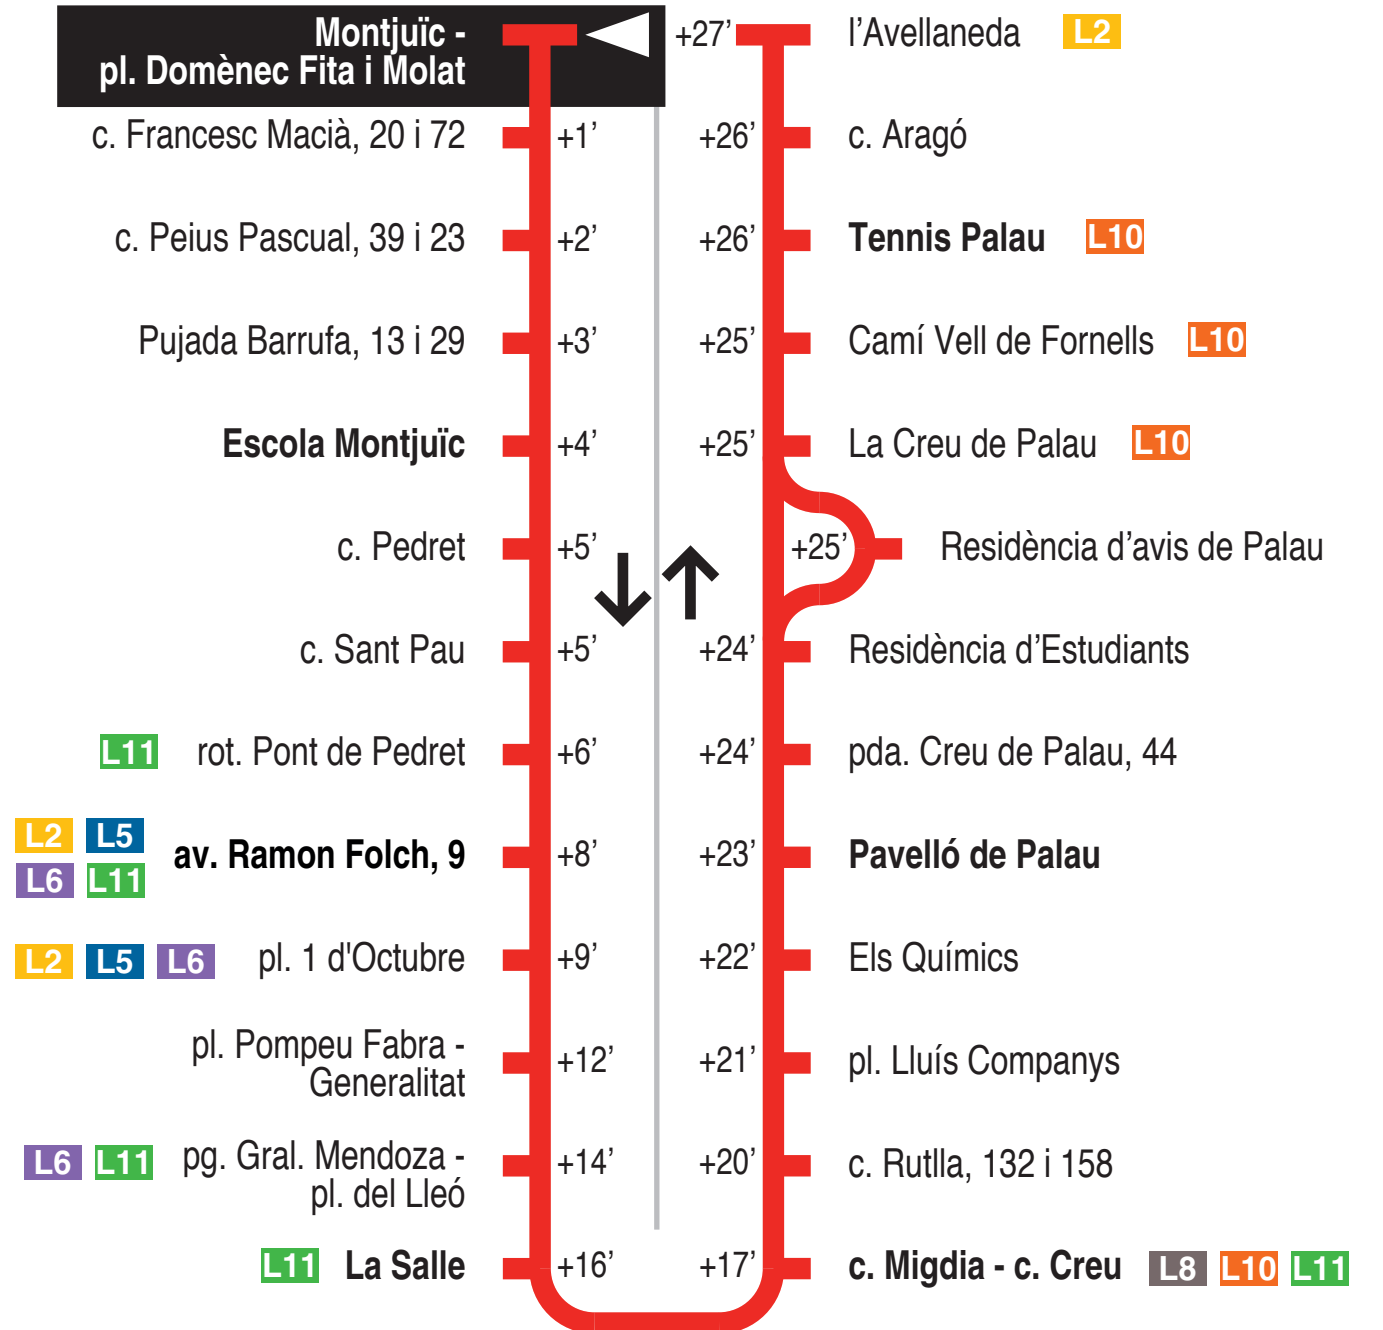 Montjuïc -
pl. Domènec Fita i Molat
c. Francesc Macià, 20 i 72 +1’
c. Peius Pascual, 39 i 23 +2’
Pujada Barrufa, 13 i 29 +3’
Escola Montjuïc +4’
c. Pedret +5’
c. Sant Pau +5’
L11 rot. Pont de Pedret +6’
L2 L5
L6 L11
av. Ramon Folch, 9 +8’
L2 L5 L6 pl. 1 d'Octubre +9’
pl. Pompeu Fabra -
Generalitat
+12’
L6 L11 pg. Gral. Mendoza -
pl. del Lleó
+14’
L11 La Salle +16’
+27’ l’Avellaneda L2
+26’ c. Aragó
+26’ Tennis Palau L10
+25’ Camí Vell de Fornells L10
+25’ La Creu de Palau L10
+25’ Residència d’avis de Palau
+24’ Residència d’Estudiants
+24’ pda. Creu de Palau, 44
+23’ Pavelló de Palau
+22’ Els Químics
+21’ pl. Lluís Companys
+20’ c. Rutlla, 132 i 158
+17’ c. Migdia - c. Creu L8 L10 L11